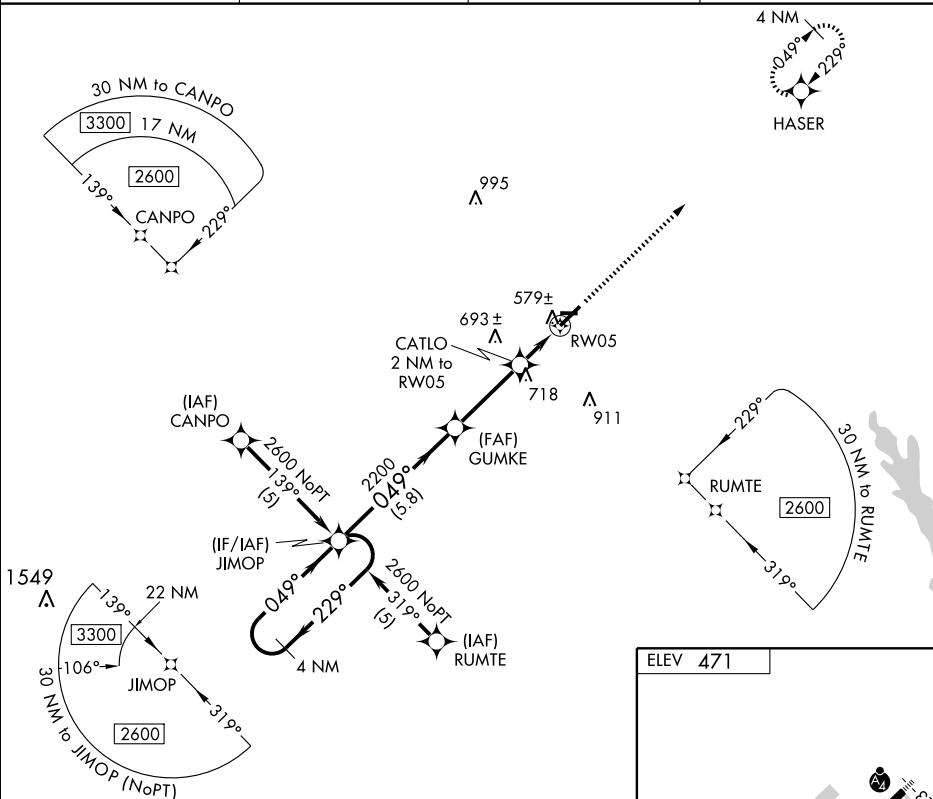 4 NM
049°
229°
HASER
30 NM to CANPO
3300
17 NM
2600
139°
229°
CANPO
995
579±
693±
RW05
CATLO
2 NM to
RW05
718
911
(IAF)
CANPO
2600 NoPT
139°
(5)
2200
049°
(5.8)
(FAF)
GUMKE
229°
30 NM to RUMTE
RUMTE
2600
319°
(IF/IAF)
JIMOP
049°
229°
4 NM
2600 NoPT
319°
(5)
(IAF)
RUMTE
1549
139°
22 NM
3300
106°
JIMOP
319°
2600
30 NM to JIMOP (NoPT)
ELEV 471
A4